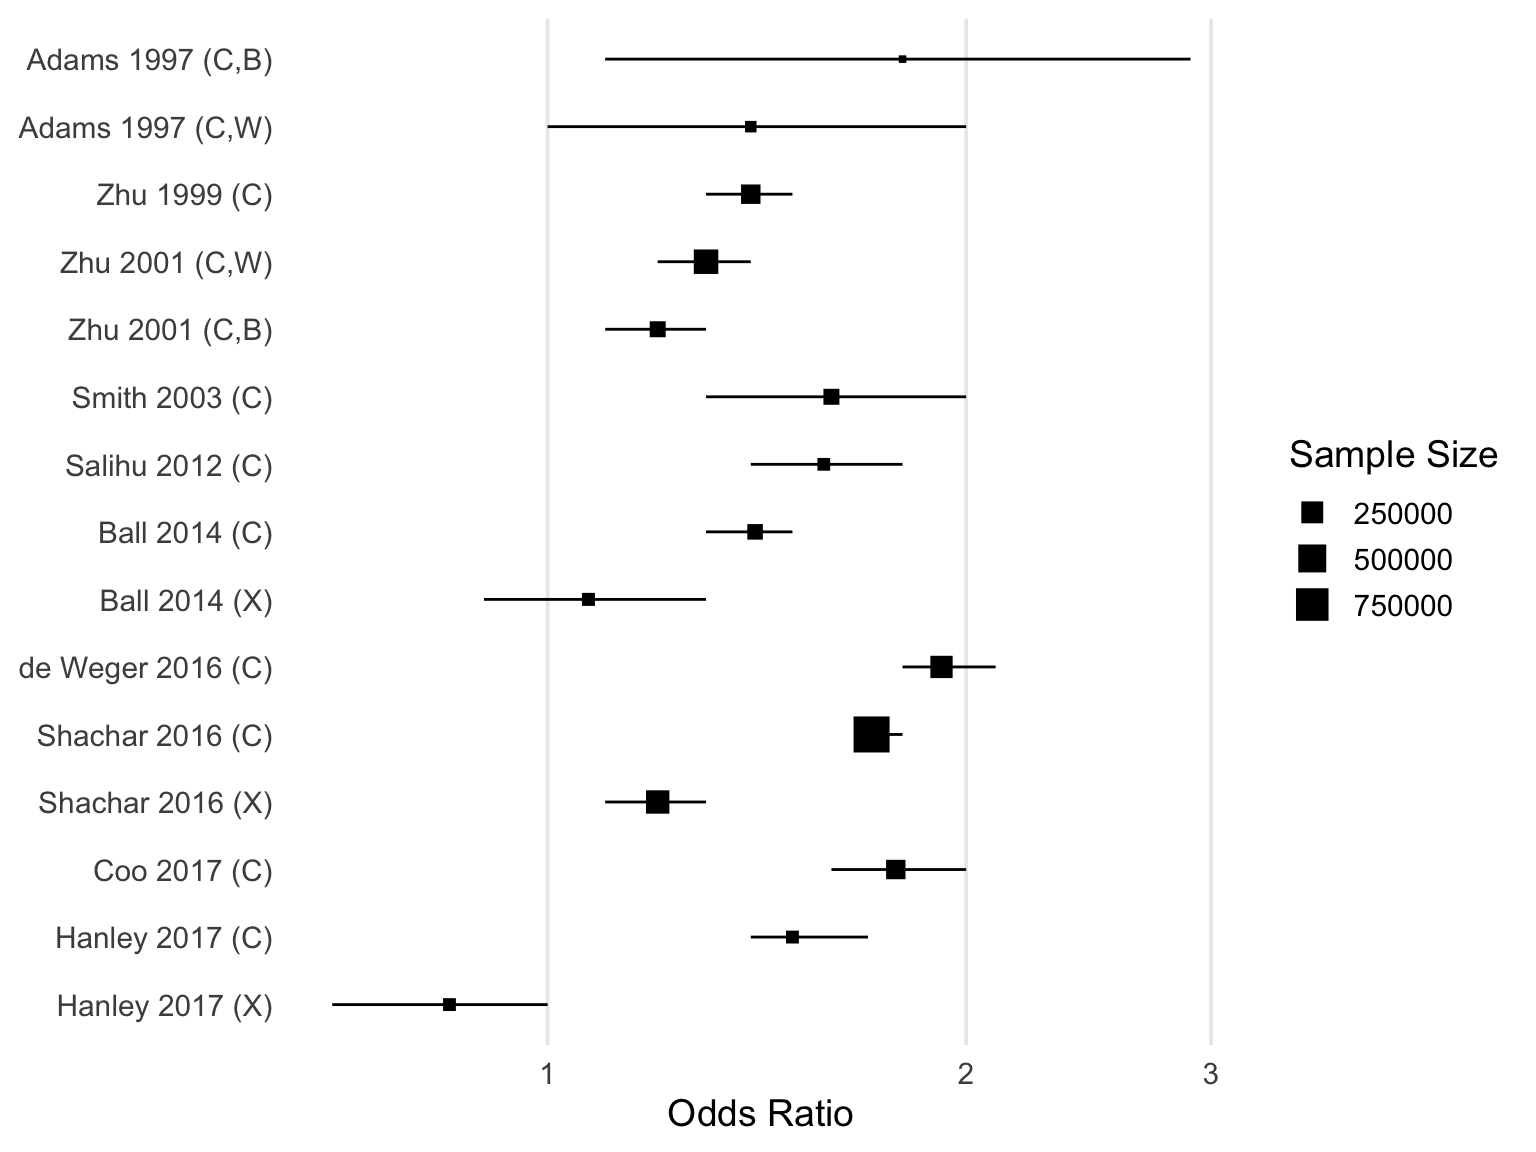 Adams 1997 (C,B)
Adams 1997 (C,W)
Zhu 1999 (C)
Zhu 2001 (C,W)
Zhu 2001 (C,B)
Smith 2003 (C)
Salihu 2012 (C)
Ball 2014 (C)
Ball 2014 (X)
de Weger 2016 (C)
Shachar 2016 (C)
Shachar 2016 (X)
Coo 2017 (C)
Hanley 2017 (C)
Hanley 2017 (X)
1 2 3
Odds Ratio
Sample Size
250000
500000
750000